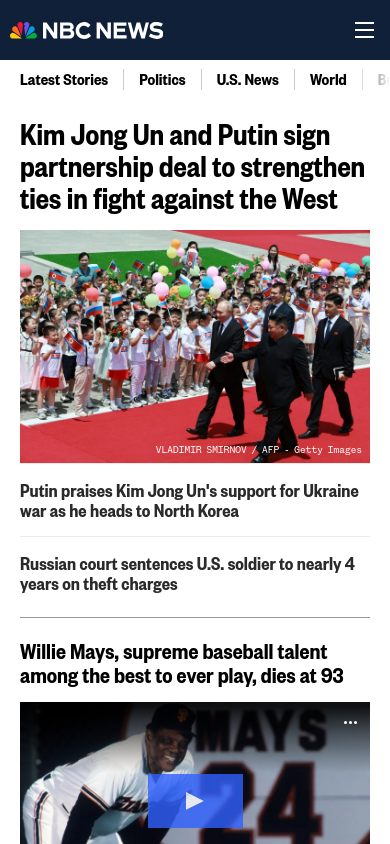 NBC NEWS
Latest Stories
Politics
U.S. News
World
Kim Jong Un and Putin sign
partnership deal to strengthen
ties in fight against the West
VLADIMIR SMIRNOV / AFP - Getty Images
Putin praises Kim Jong Un's support for Ukraine
war as he heads to North Korea
Russian court sentences U.S. soldier to nearly 4
years on theft charges
Willie Mays, supreme baseball talent
among the best to ever play, dies at 93
MAYS
24